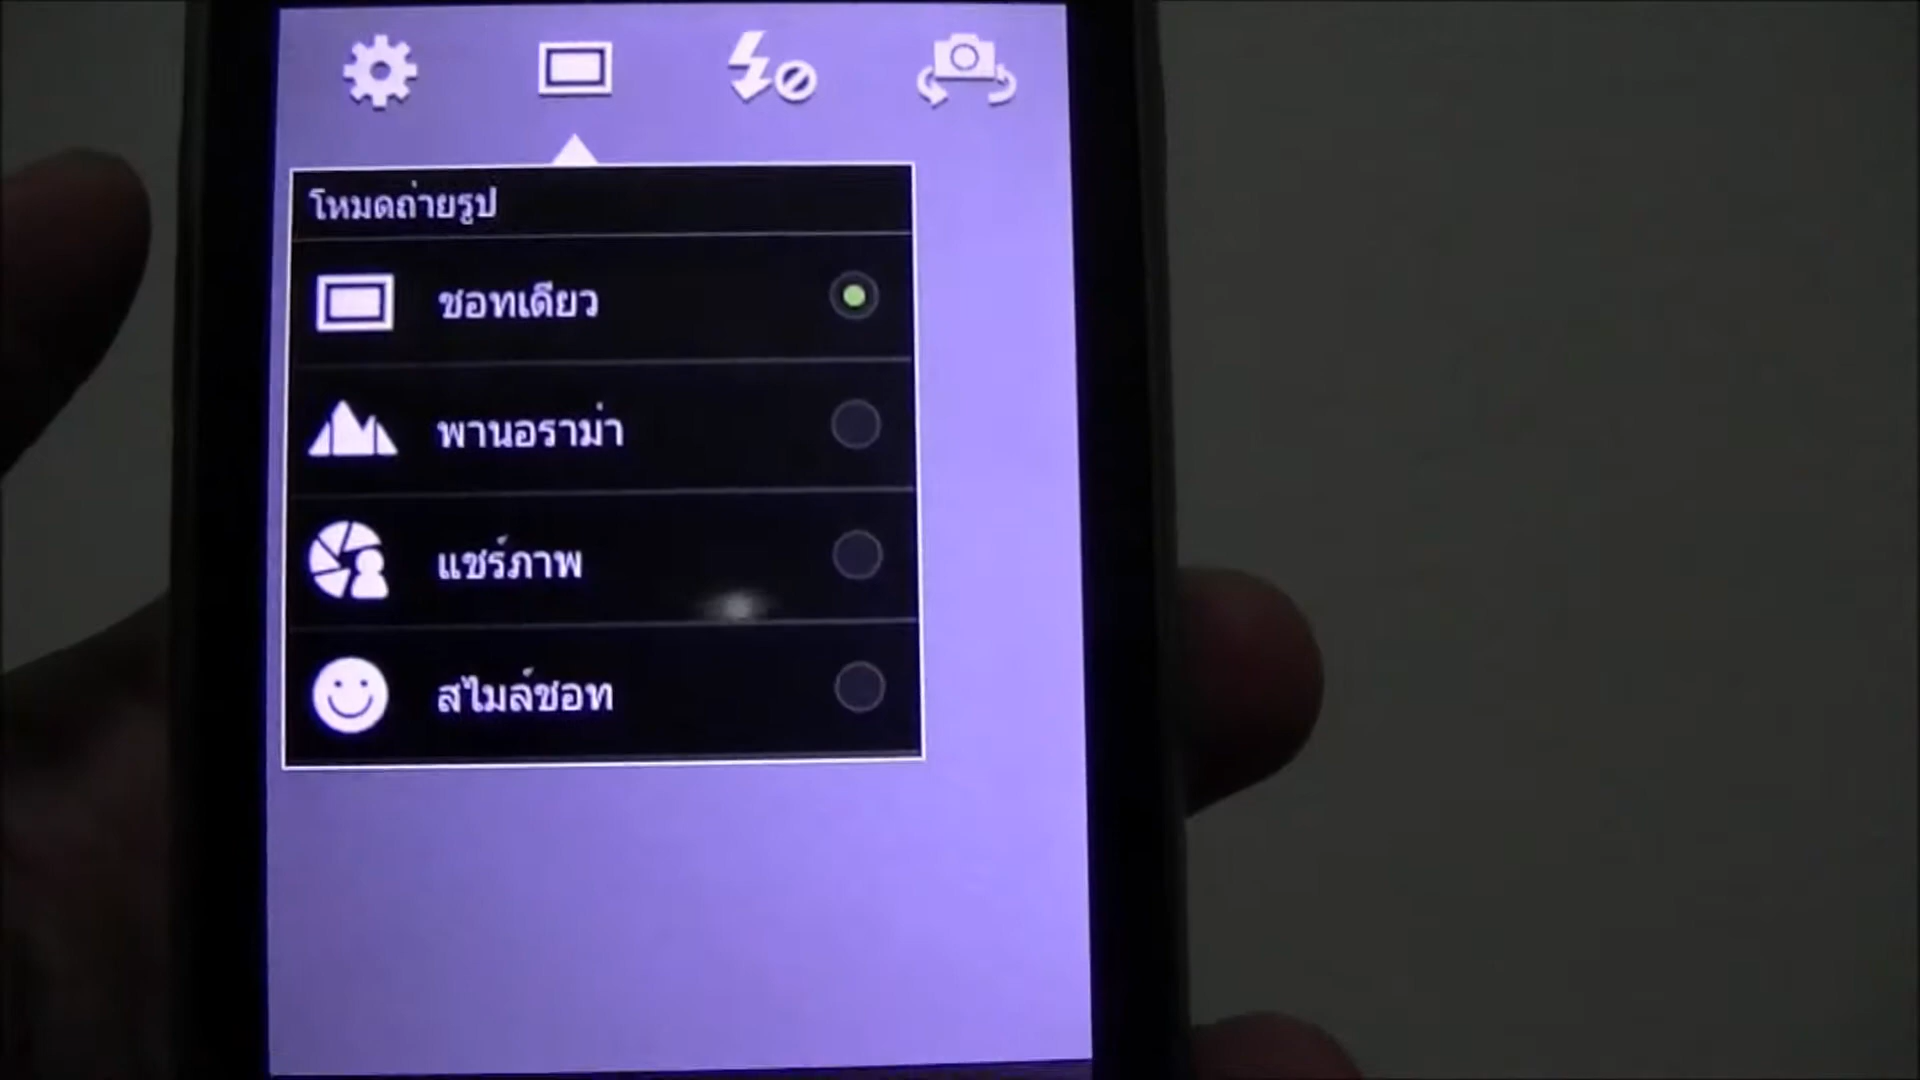 โหมดถ่ายรูป
ชอทเดียว
พานอราม่า
แชร์ภาพ
สไมล์ชอท